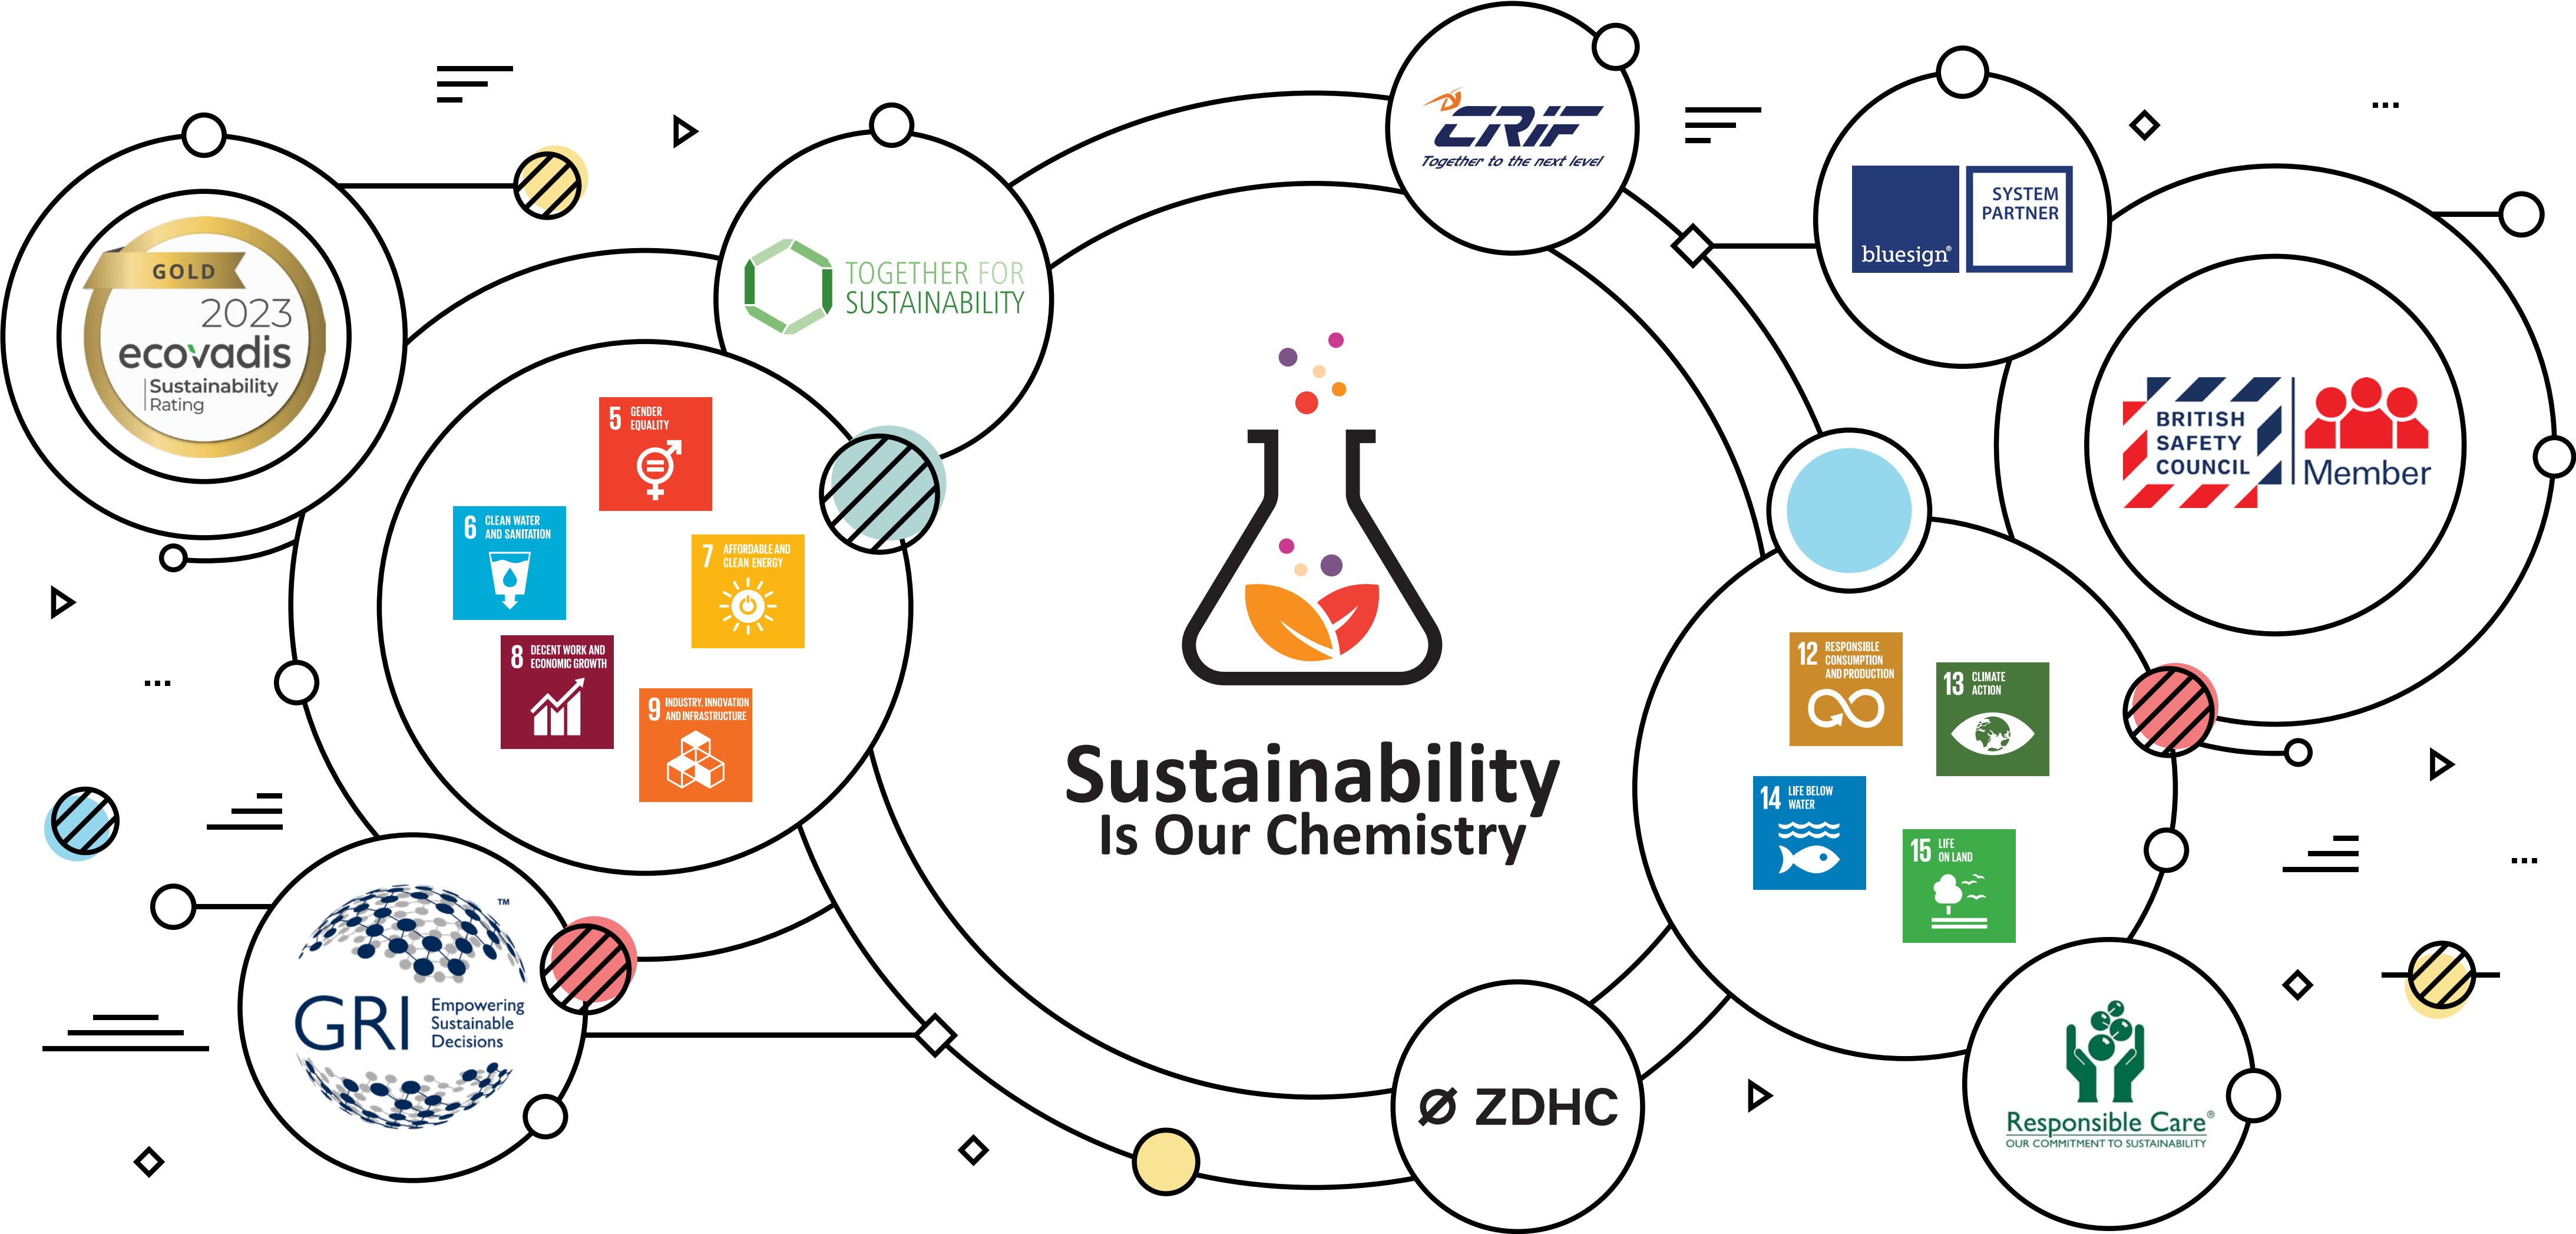 GOLD
2023
ecovadis
Sustainability
Rating
TOGETHER FOR
SUSTAINABILITY
CRIF
Together to the next level
bluesign®
SYSTEM
PARTNER
BRITISH
SAFETY
COUNCIL
Member
5 GENDER
EQUALITY
6 CLEAN WATER
AND SANITATION
7 AFFORDABLE AND
CLEAN ENERGY
8 DECENT WORK AND
ECONOMIC GROWTH
9 INDUSTRY, INNOVATION
AND INFRASTRUCTURE
Sustainability
Is Our Chemistry
12 RESPONSIBLE
CONSUMPTION
AND PRODUCTION
13 CLIMATE
ACTION
14 LIFE BELOW
WATER
15 LIFE
ON LAND
TM
GRI
Empowering
Sustainable
Decisions
ZDHC
Responsible Care®
OUR COMMITMENT TO SUSTAINABILITY